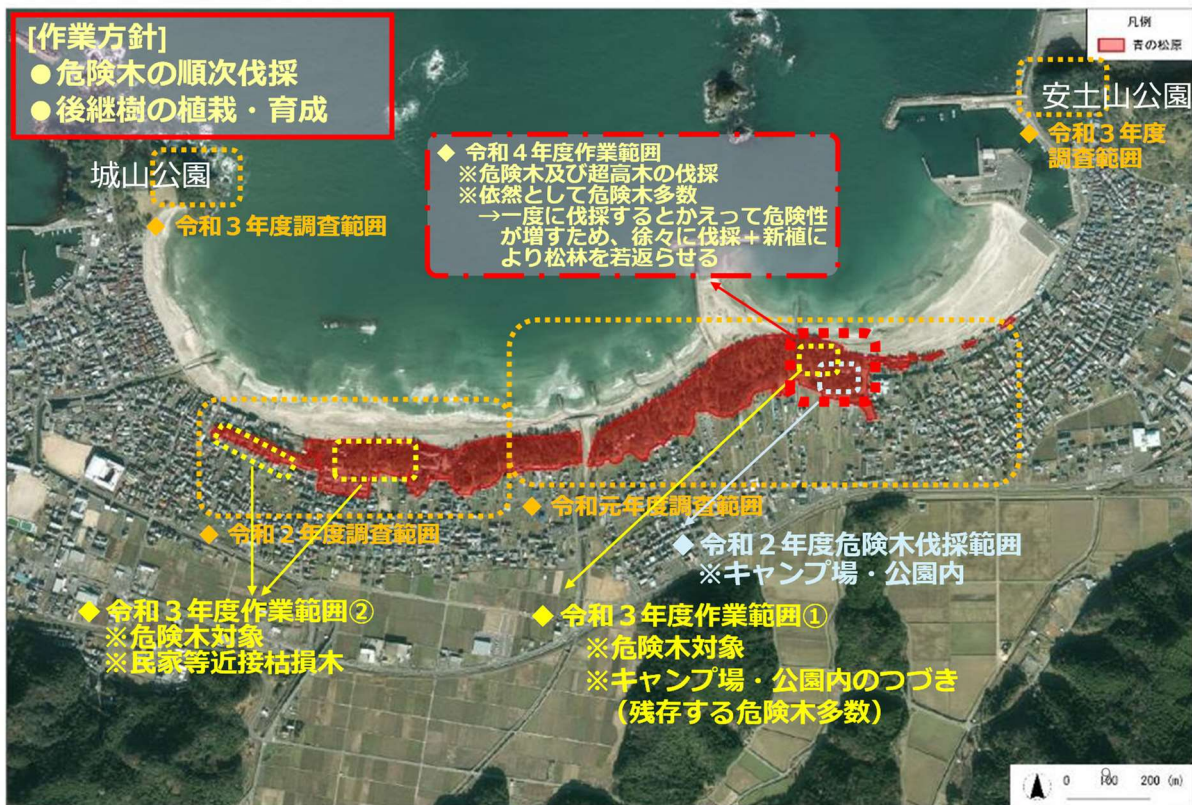 [作業方針]
●危険木の順次伐採
●後継樹の植栽・育成
凡例
青の松原
安土山公園
◆ 令和３年度
調査範囲
城山公園
◆ 令和３年度調査範囲
◆ 令和４年度作業範囲
※危険木及び超高木の伐採
※依然として危険木多数
→一度に伐採するとかえって危険性
が増すため、徐々に伐採＋新植に
より松林を若返らせる
◆ 令和２年度調査範囲
◆ 令和元年度調査範囲
◆ 令和２年度危険木伐採範囲
※キャンプ場・公園内
◆ 令和３年度作業範囲②
※危険木対象
※民家等近接枯損木
◆ 令和３年度作業範囲①
※危険木対象
※キャンプ場・公園内のつづき
（残存する危険木多数）
0 100 200 (m)